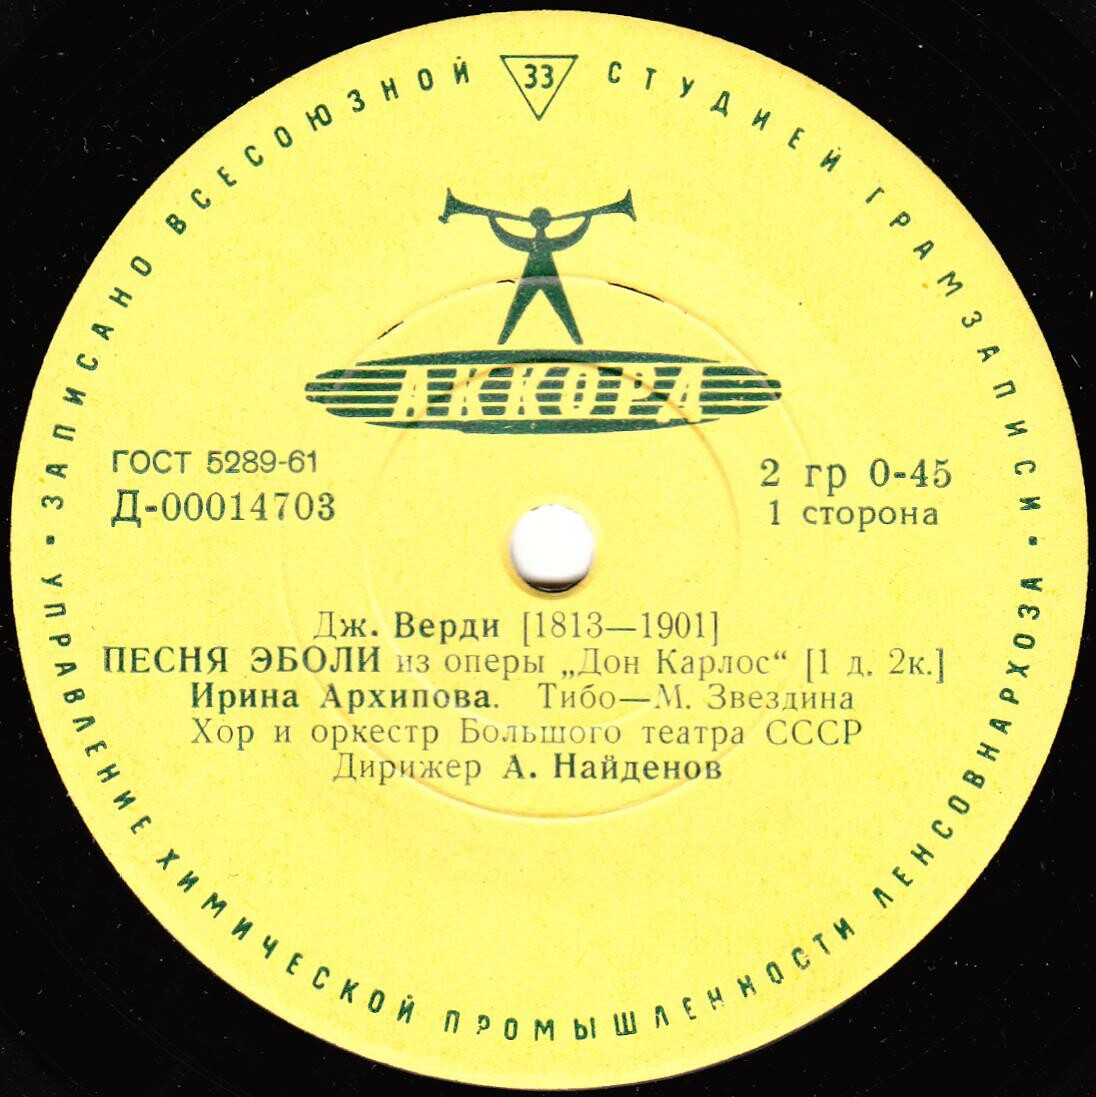 ЗАПИСАНО ВСЕСОЮЗНОЙ СТУДИЕЙ ГРАМЗАПИСИ
33
АККОРД
ГОСТ 5289-61
Д-00014703
2 гр 0-45
1 сторона
Дж. Верди [1813—1901]
ПЕСНЯ ЭБОЛИ из оперы „Дон Карлос“ [1 д. 2к.]
Ирина Архипова. Тибо—М. Звездина
Хор и оркестр Большого театра СССР
Дирижер А. Найденов
УПРАВЛЕНИЕ ХИМИЧЕСКОЙ ПРОМЫШЛЕННОСТИ ЛЕНСОВНАРХОЗА